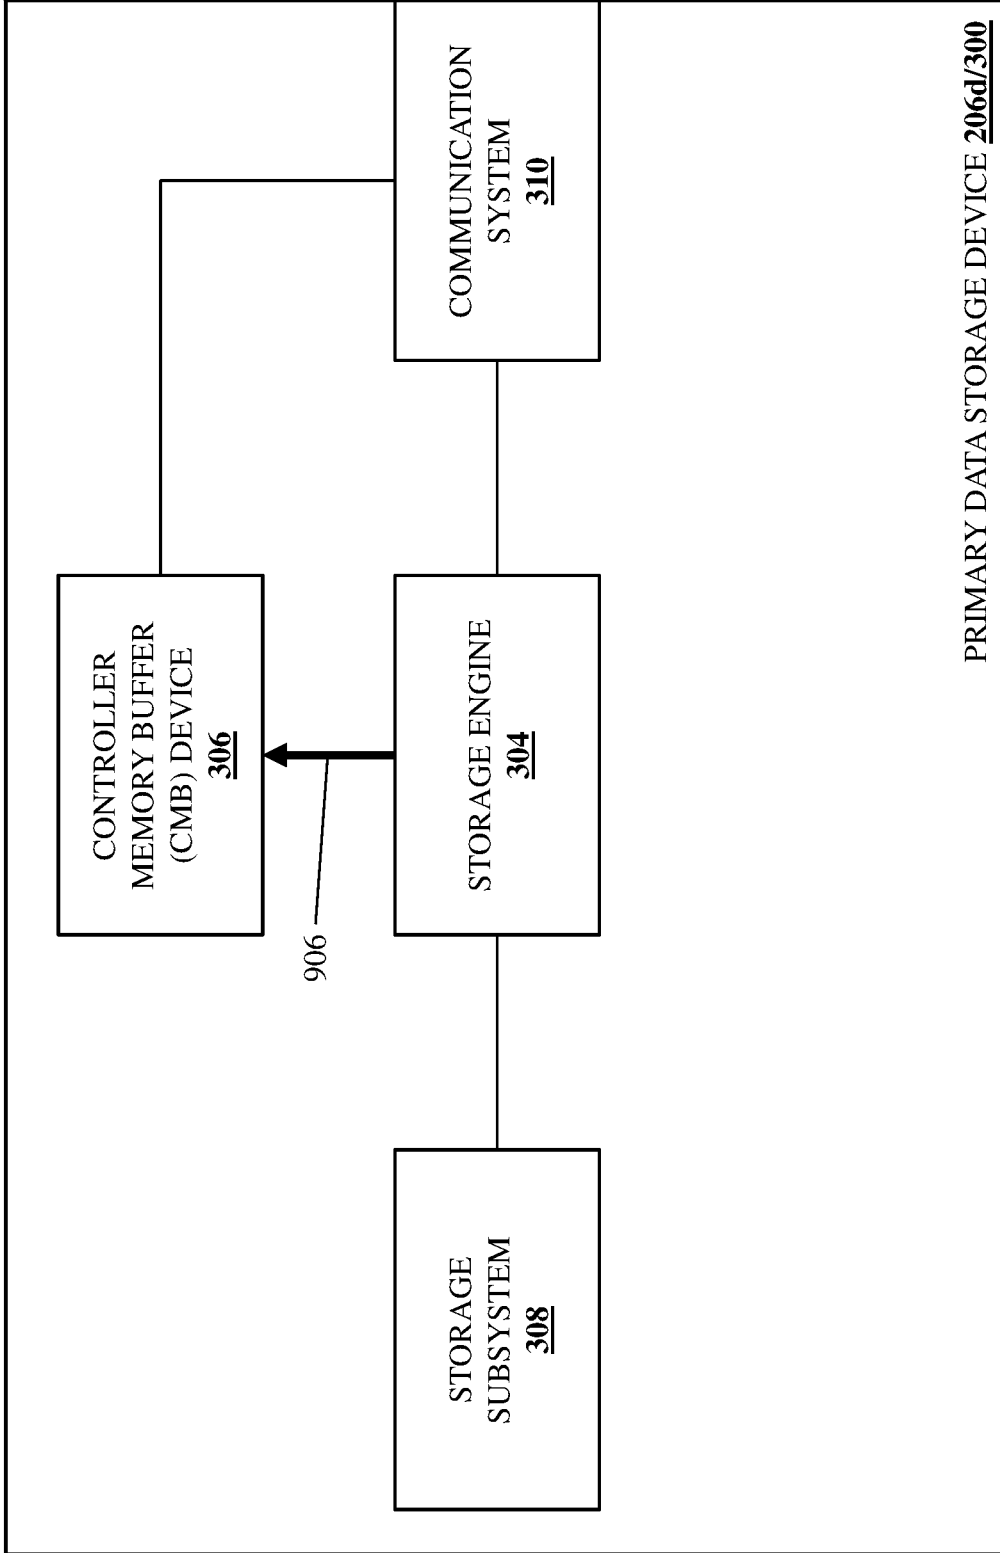 CONTROLLER
MEMORY BUFFER
(CMB) DEVICE
306
906
STORAGE
SUBSYSTEM
308
STORAGE ENGINE
304
COMMUNICATION
SYSTEM
310
PRIMARY DATA STORAGE DEVICE 206d/300